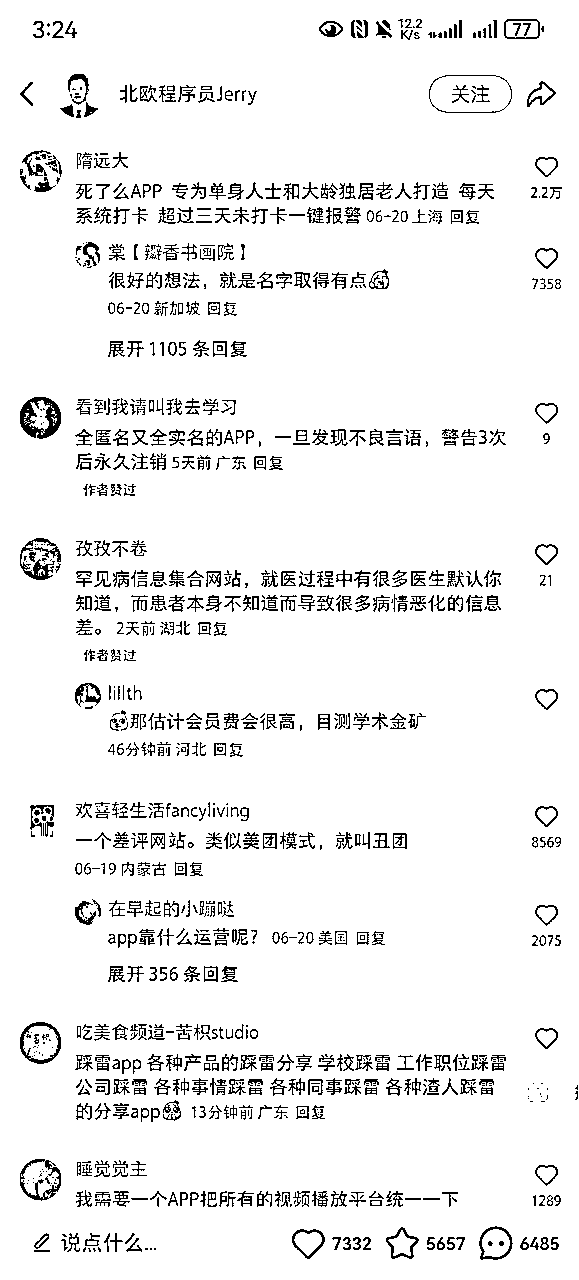 3:24
12.2
K/s
77
北欧程序员Jerry
关注
隋远大
死了么APP 专为单身人士和大龄独居老人打造 每天
系统打卡 超过三天未打卡一键报警 06-20 上海 回复
2.2万
棠【瓣香书画院】
很好的想法，就是名字取得有点
06-20 新加坡 回复
7358
展开 1105 条回复
看到我请叫我去学习
全匿名又全实名的APP，一旦发现不良言语，警告3次
后永久注销 5天前 广东 回复
9
作者赞过
孜孜不卷
罕见病信息集合网站，就医过程中有很多医生默认你
知道，而患者本身不知道而导致很多病情恶化的信息
差。 2天前 湖北 回复
21
作者赞过
lillth
那估计会员费会很高，目测学术金矿
46分钟前 河北 回复
欢喜轻生活fancyliving
一个差评网站。类似美团模式，就叫丑团
06-19 内蒙古 回复
8569
在早起的小蹦哒
app靠什么运营呢？ 06-20 美国 回复
2075
展开 356 条回复
吃美食频道-苦枳studio
踩雷app 各种产品的踩雷分享 学校踩雷 工作职位踩雷
公司踩雷 各种事情踩雷 各种同事踩雷 各种渣人踩雷
的分享app 13分钟前 广东 回复
睡觉觉主
我需要一个APP把所有的视频播放平台统一一下
1289
说点什么...
7332
5657
6485